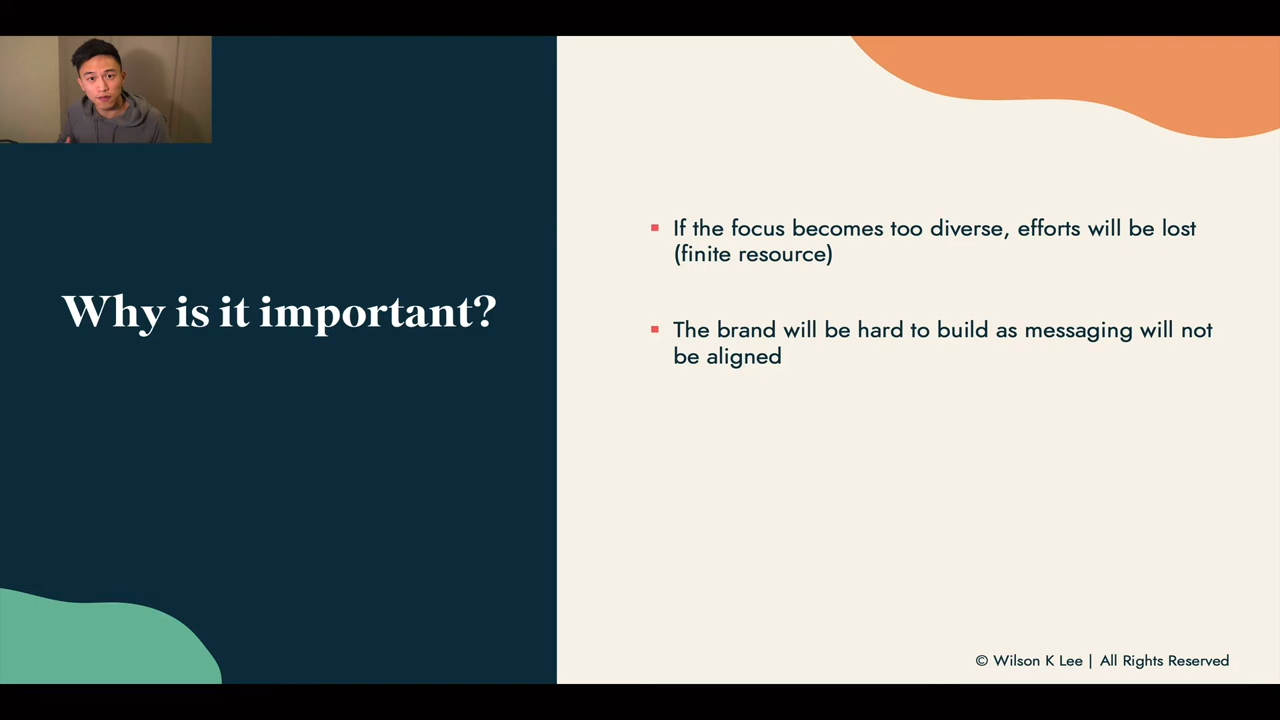 Why is it important?
If the focus becomes too diverse, efforts will be lost
(finite resource)
The brand will be hard to build as messaging will not
be aligned
© Wilson K Lee | All Rights Reserved